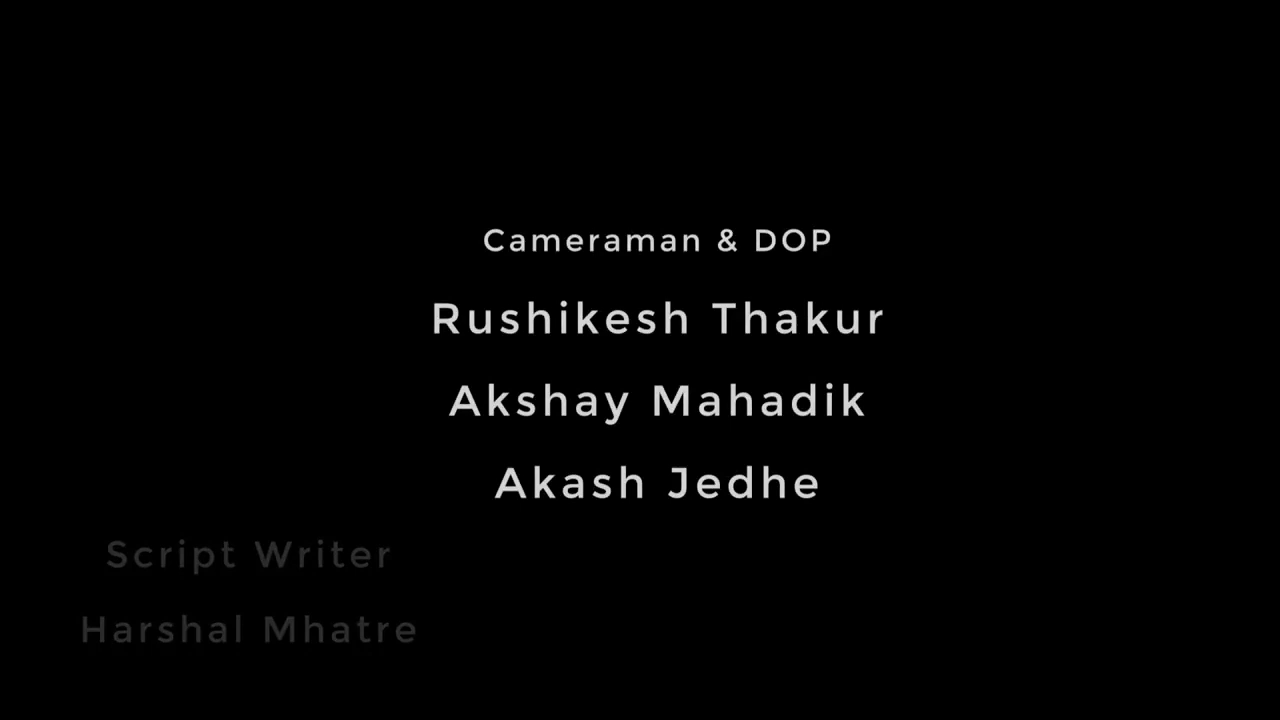 Cameraman & DOP
Rushikesh Thakur
Akshay Mahadik
Akash Jedhe
Script Writer
Harshal Mhatre